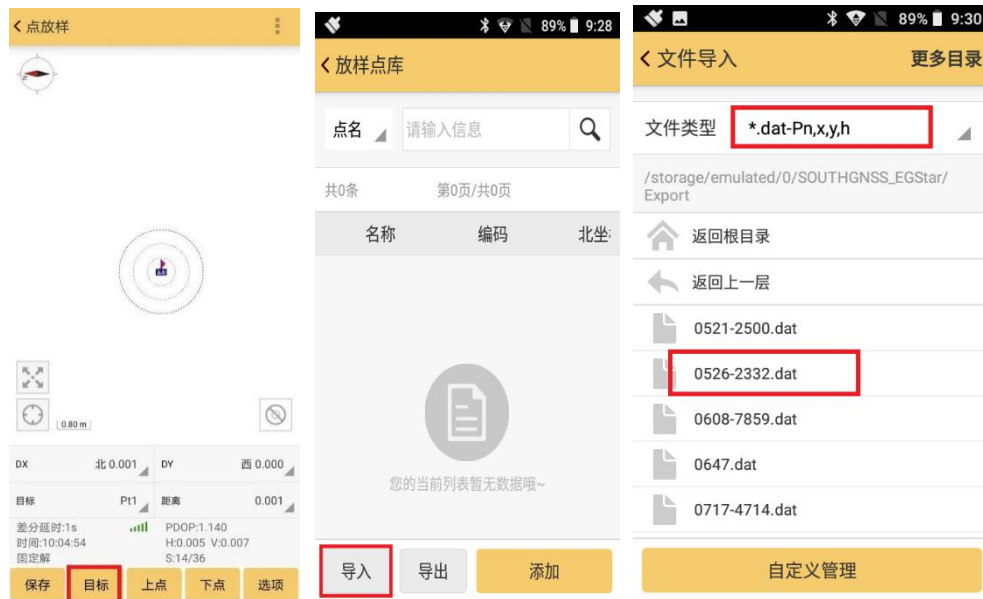 点放样
N
0.80 m
DX 北 0.001 DY 西 0.000
目标 Pt1 距离 0.001
差分延时:1s PDOP:1.140
时间:10:04:54 H:0.005 V:0.007
固定解 S:14/36
保存 目标 上点 下点 选项
89% 9:28
放样点库
点名 请输入信息
共0条 第0页/共0页
名称 编码 北坐
您的当前列表暂无数据哦~
导入 导出 添加
89% 9:30
文件导入 更多目录
文件类型 *.dat-Pn,x,y,h
/storage/emulated/0/SOUTHGNSS_EGStar/
Export
返回根目录
返回上一层
0521-2500.dat
0526-2332.dat
0608-7859.dat
0647.dat
0717-4714.dat
自定义管理